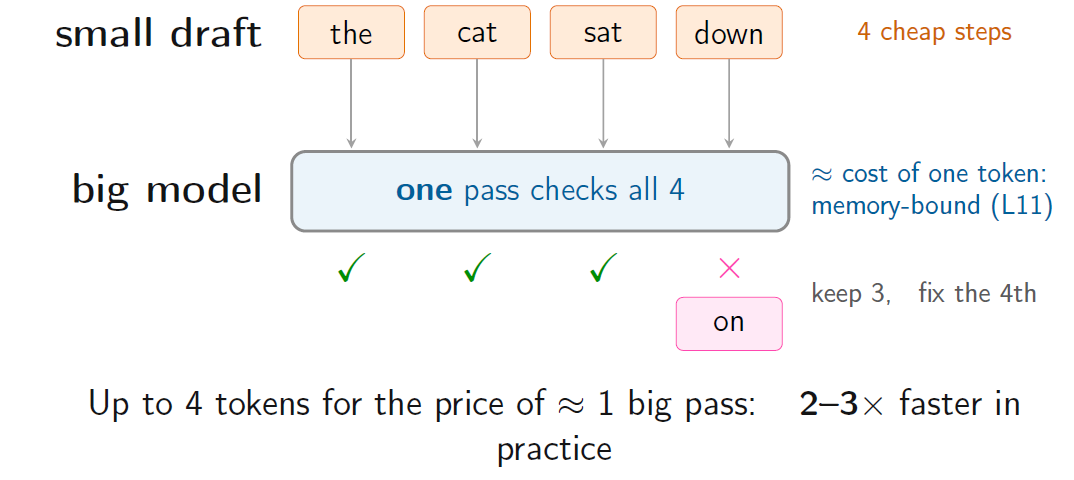 small draft the cat sat down 4 cheap steps
big model one pass checks all 4 ≈ cost of one token:
memory-bound (L11)
✓ ✓ ✓ ×
keep 3, fix the 4th
on
Up to 4 tokens for the price of ≈ 1 big pass: 2–3× faster in
practice